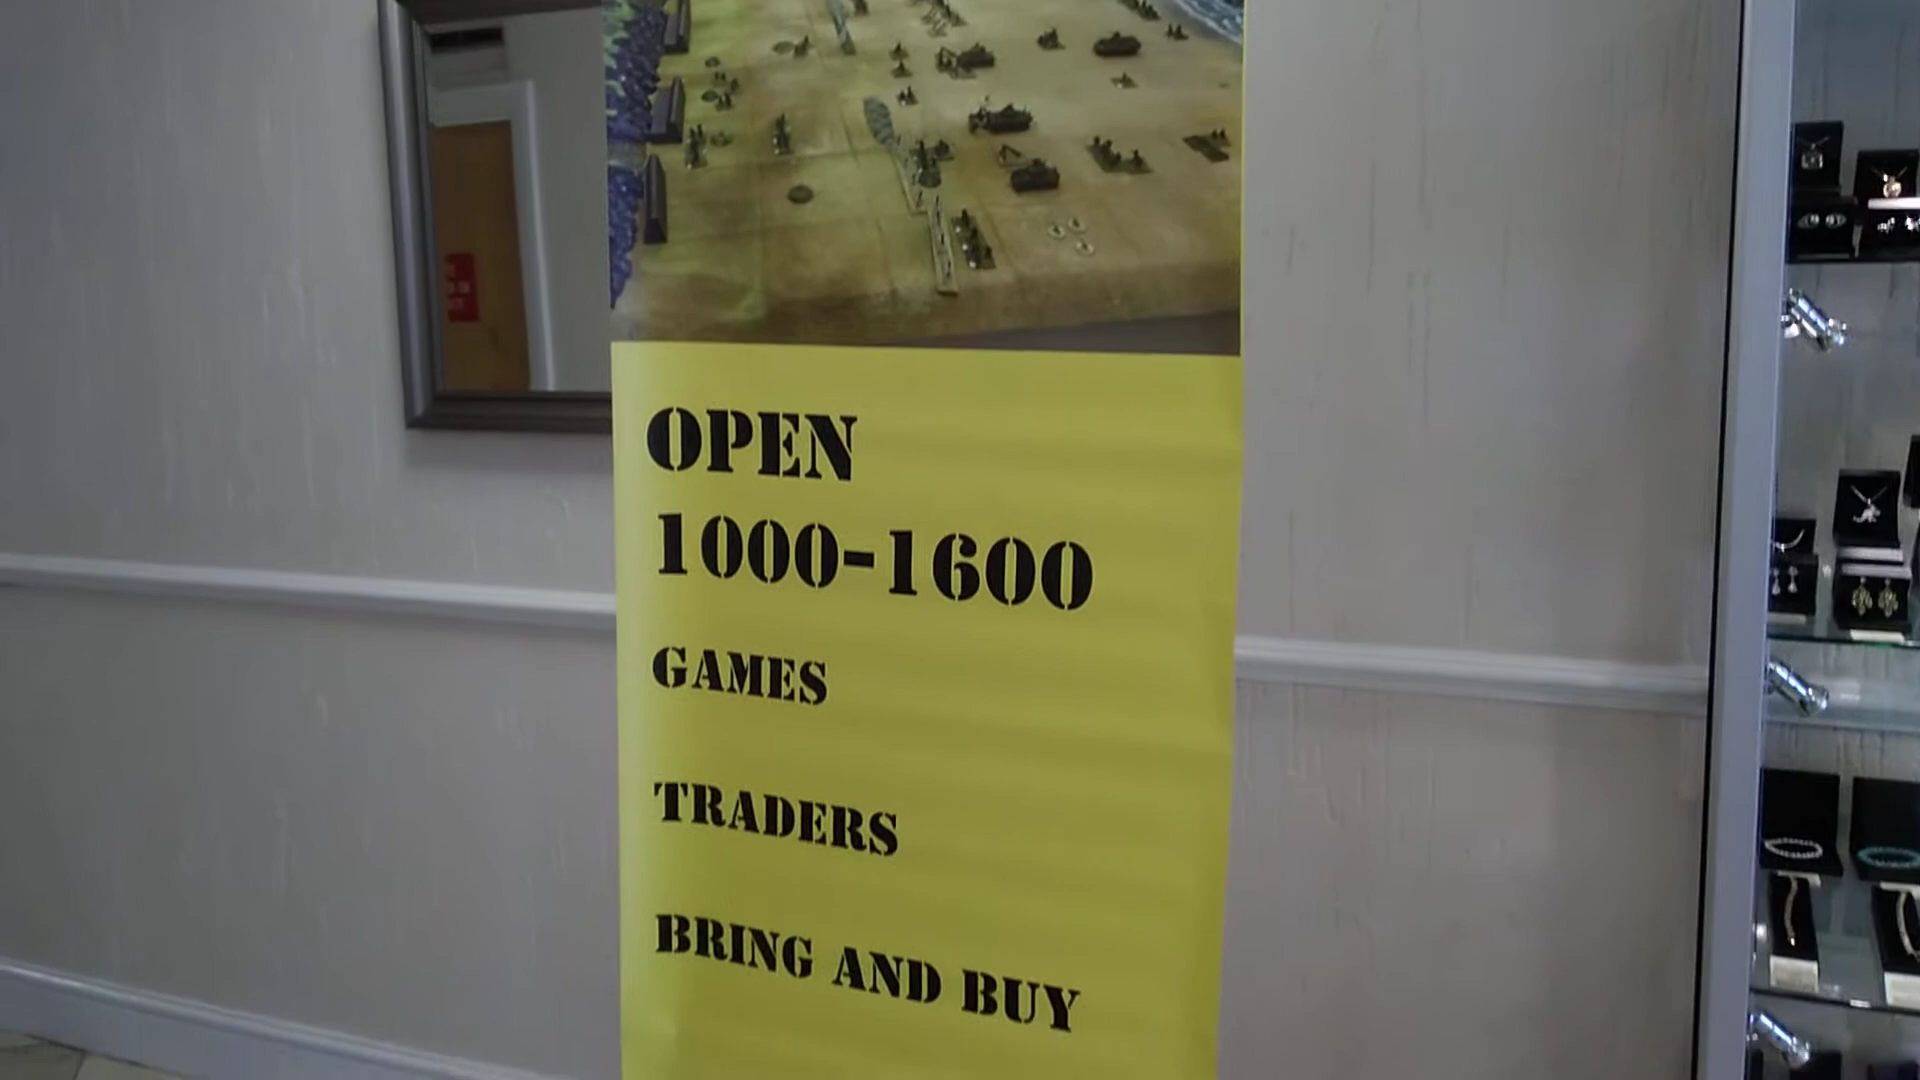 OPEN
1000-1600
GAMES
TRADERS
BRING AND BUY